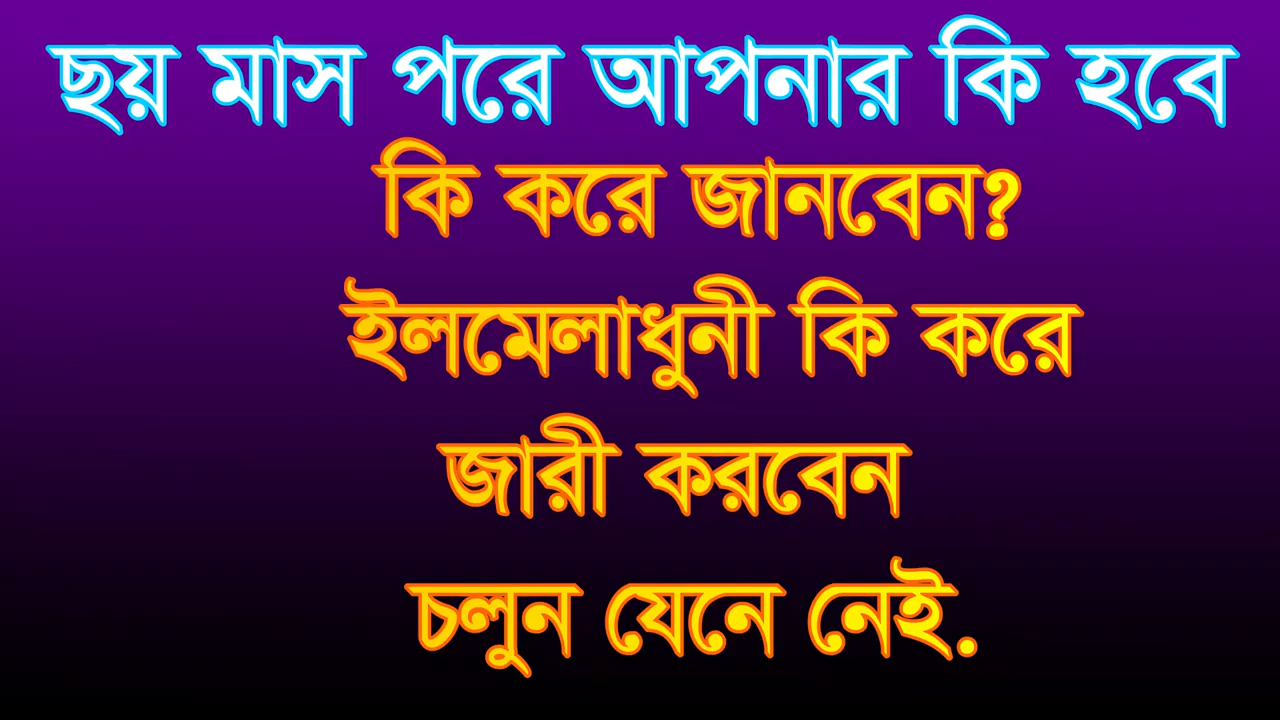 ছয় মাস পরে আপনার কি হবে
কি করে জানবেন?
ইলমেলাধুনী কি করে
জারী করবেন
চলুন যেনে নেই.